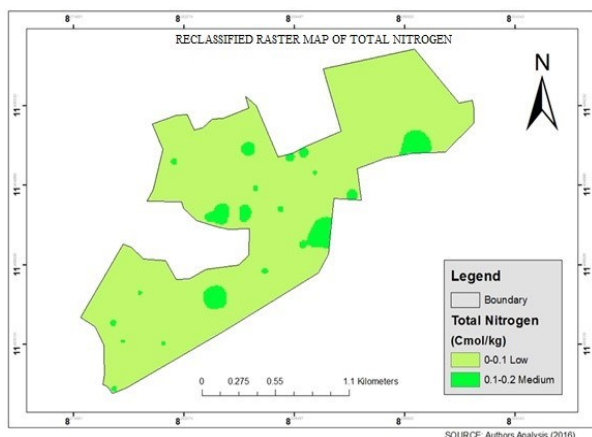 RECLASSIFIED RASTER MAP OF TOTAL NITROGEN
N
Legend
Boundary
Total Nitrogen
(Cmol/kg)
0-0.1 Low
0.1-0.2 Medium
0 0.275 0.55 1.1 Kilometers
SOURCE: Authors Analysis (2016)